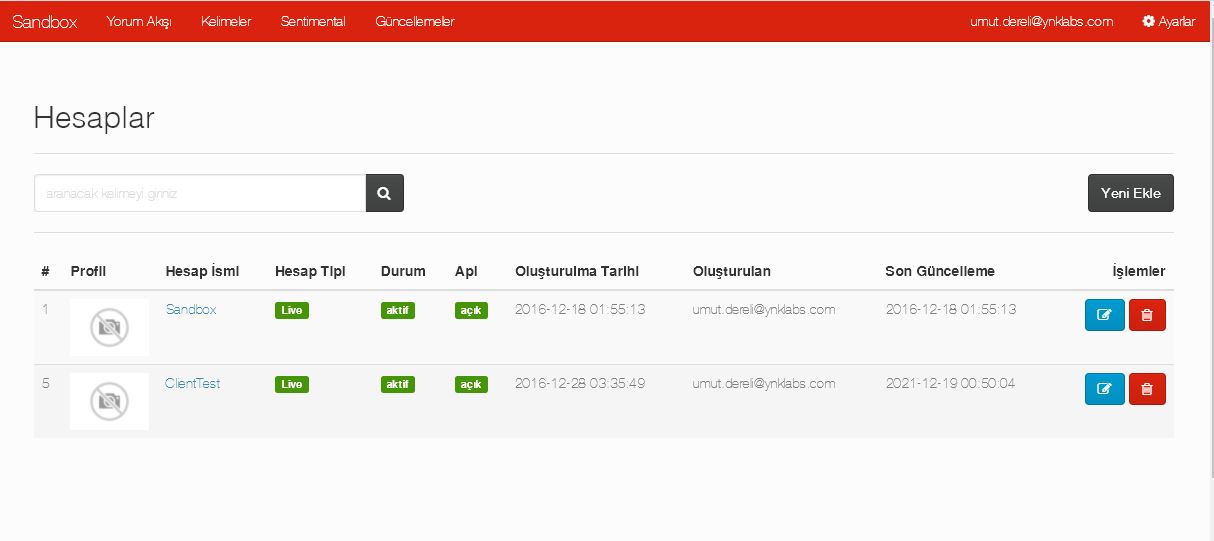 Sandbox Yorum Akışı Kelimeler Sentimental Güncellemeler umut.dereli@ynklabs.com Ayarlar
Hesaplar
aranacak kelimeyi giriniz
Yeni Ekle
# Profil Hesap İsmi Hesap Tipi Durum Api Oluşturulma Tarihi Oluşturulan Son Güncelleme İşlemler
1 Sandbox Live aktif açık 2016-12-18 01:55:13 umut.dereli@ynklabs.com 2016-12-18 01:55:13
5 ClientTest Live aktif açık 2016-12-28 03:35:49 umut.dereli@ynklabs.com 2021-12-19 00:50:04